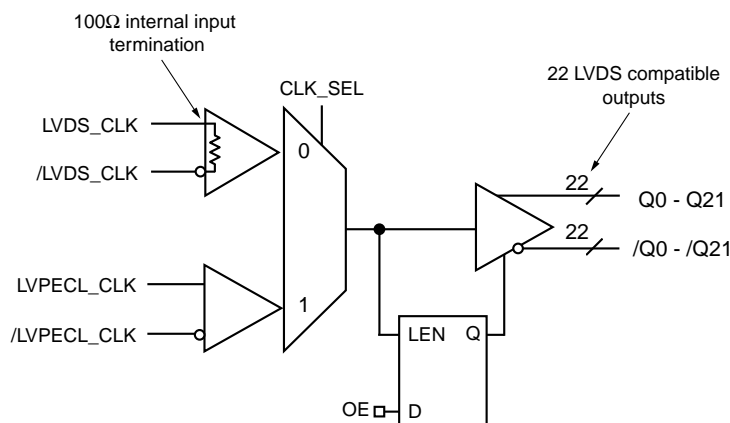 100Ω internal input
termination
22 LVDS compatible
outputs
CLK_SEL
LVDS_CLK
/LVDS_CLK
0
22
Q0 - Q21
22
/Q0 - /Q21
LVPECL_CLK
/LVPECL_CLK
1
LEN Q
OE D